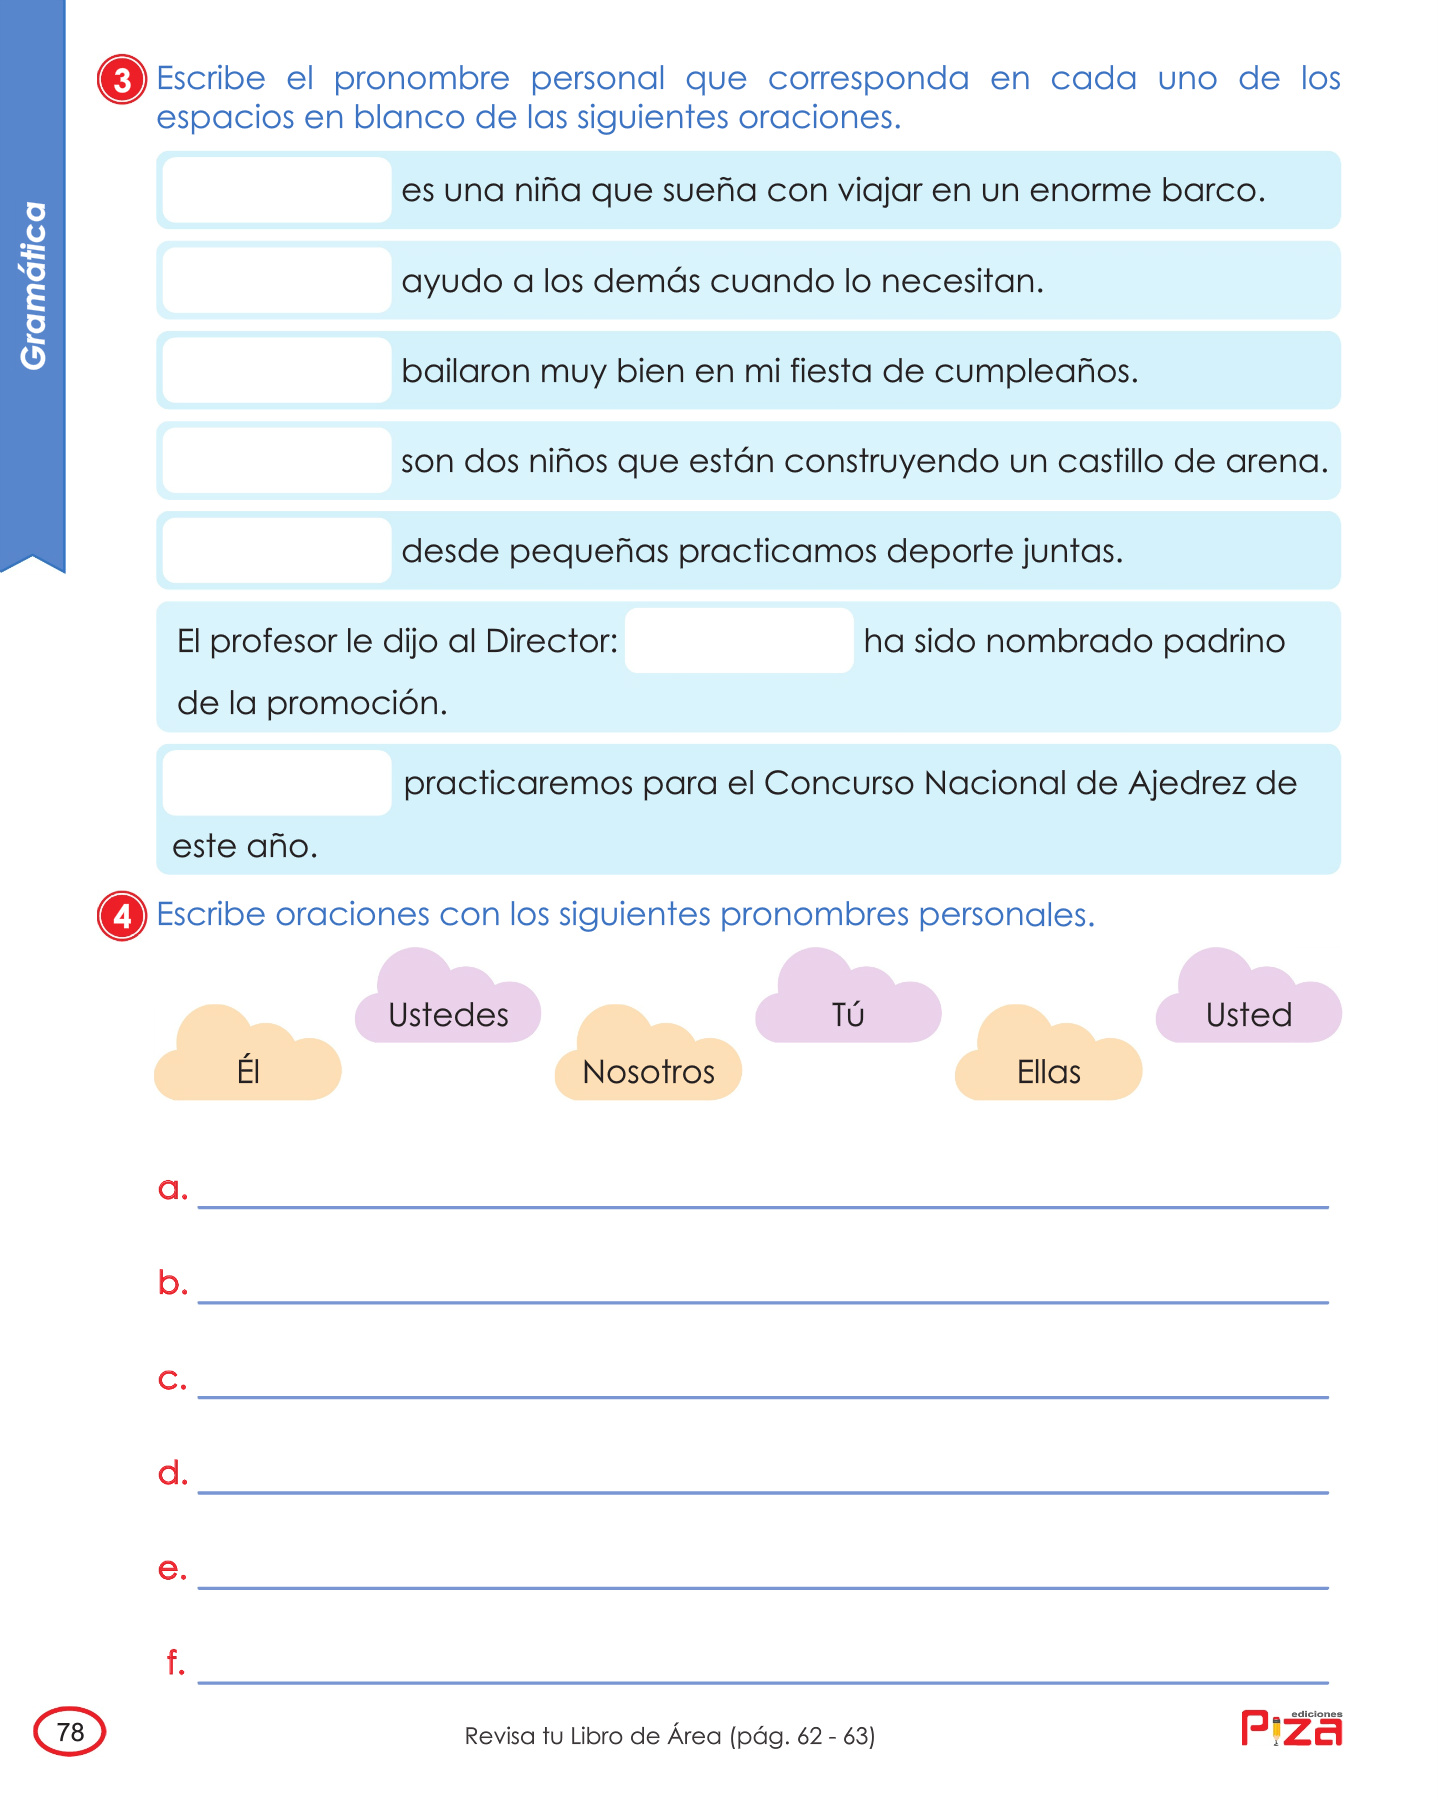 Gramática
3 Escribe el pronombre personal que corresponda en cada uno de los
espacios en blanco de las siguientes oraciones.
es una niña que sueña con viajar en un enorme barco.
ayudo a los demás cuando lo necesitan.
bailaron muy bien en mi fiesta de cumpleaños.
son dos niños que están construyendo un castillo de arena.
desde pequeñas practicamos deporte juntas.
El profesor le dijo al Director: ha sido nombrado padrino
de la promoción.
practicaremos para el Concurso Nacional de Ajedrez de
este año.
4 Escribe oraciones con los siguientes pronombres personales.
Ustedes Tú Usted
Él Nosotros Ellas
a.
b.
c.
d.
e.
f.
78 Revisa tu Libro de Área (pág. 62 - 63)
ediciones
Piza